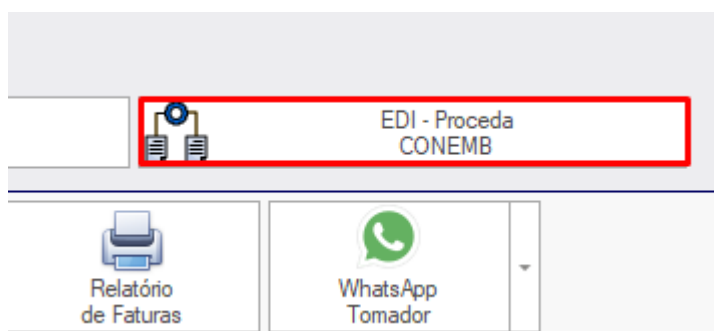 EDI - Proceda
CONEMB
Relatório
de Faturas
WhatsApp
Tomador